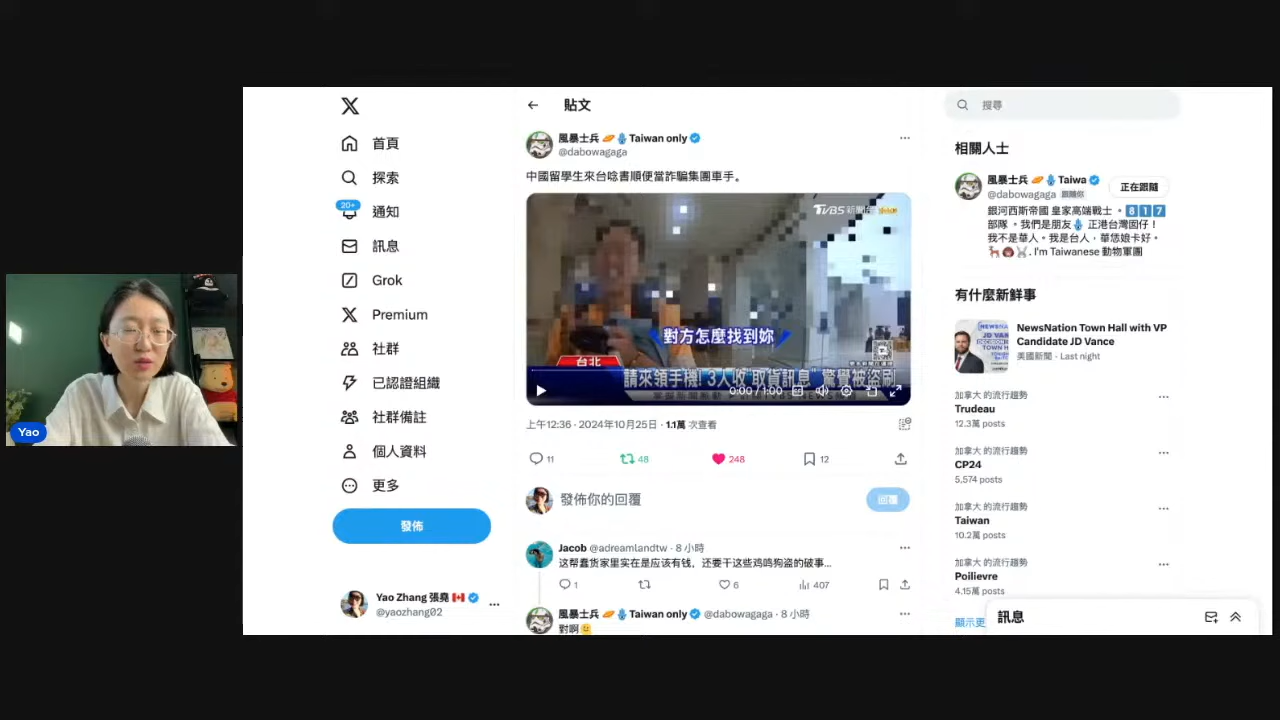 Yao
首頁
探索
20+
通知
訊息
Grok
Premium
社群
已認證組織
社群備註
個人資料
更多
發佈
Yao Zhang 張堯
@yaozhang02
貼文
風暴士兵 Taiwan only
@dabowagaga
中國留學生來台唸書順便當詐騙集團車手。
TVBS 新聞
對方怎麼找到妳
台北
請來領手機! 3人收"取貨訊息" 驚覺被盜刷
0:00 / 1:00
上午12:36 · 2024年10月25日 · 1.1萬 次查看
11
48
248
12
發佈你的回覆
回覆
Jacob @adreamlandtw · 8 小時
这帮蠢货家里实在是应该有钱，还要干这些鸡鸣狗盗的破事...
1
6
407
風暴士兵 Taiwan only @dabowagaga · 8 小時
對啊
搜尋
相關人士
風暴士兵 Taiwa
@dabowagaga 跟隨你
正在跟隨
銀河西斯帝國 皇家高端戰士 · 817
部隊 。我們是朋友 正港台灣囡仔！
我不是華人。我是台人，華恁娘卡好。
. I'm Taiwanese 動物軍團
有什麼新鮮事
NewsNation Town Hall with VP
Candidate JD Vance
美國新聞 · Last night
加拿大 的流行趨勢
Trudeau
12.3萬 posts
加拿大 的流行趨勢
CP24
5,574 posts
加拿大 的流行趨勢
Taiwan
10.2萬 posts
加拿大 的流行趨勢
Poilievre
4.15萬 posts
顯示更
訊息